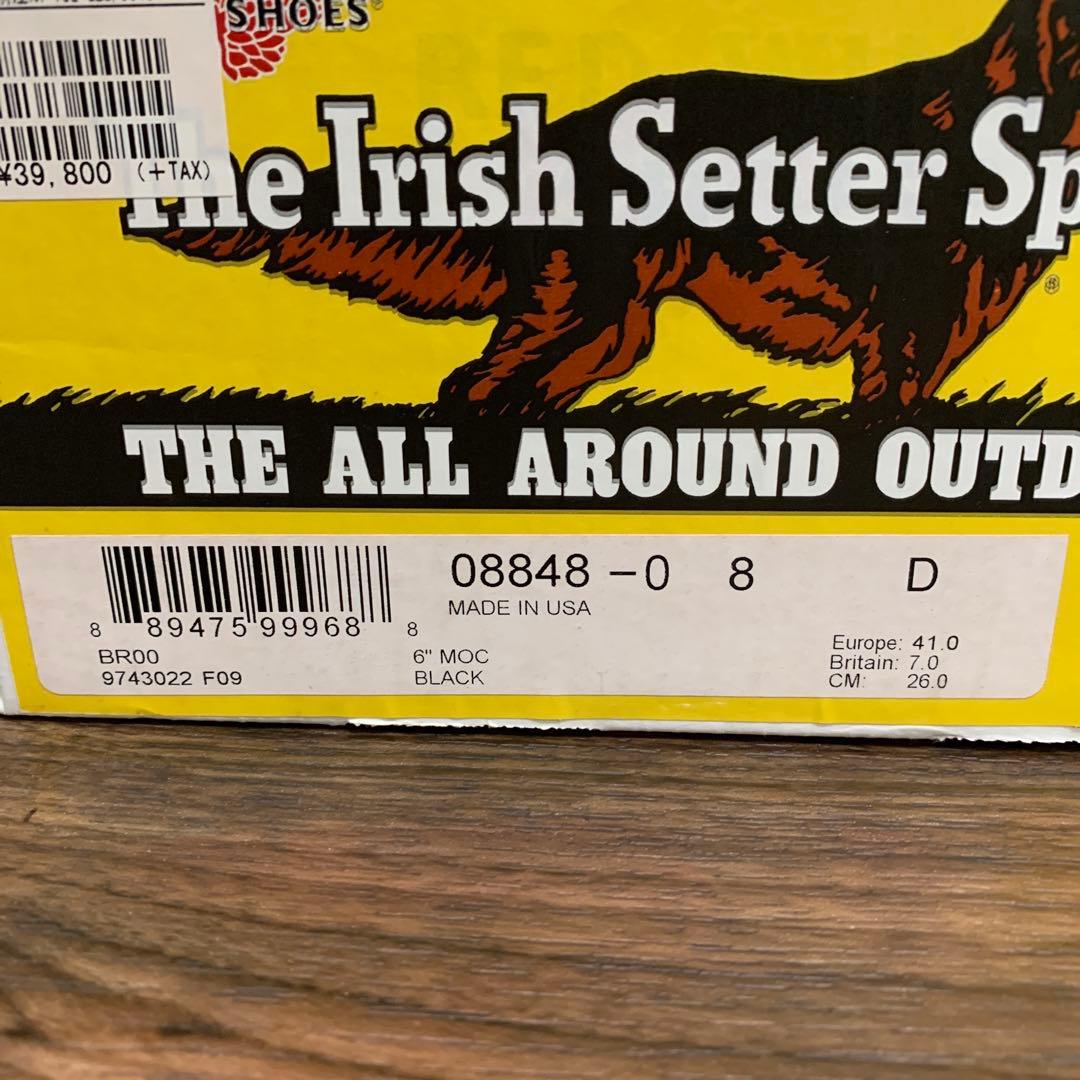 SHOES
¥39,800 (+TAX)
The Irish Setter Sp
®
THE ALL AROUND OUTD
08848 -0 8 D
MADE IN USA
8 89475 99968 8
BR00
9743022 F09
6" MOC
BLACK
Europe: 41.0
Britain: 7.0
CM: 26.0